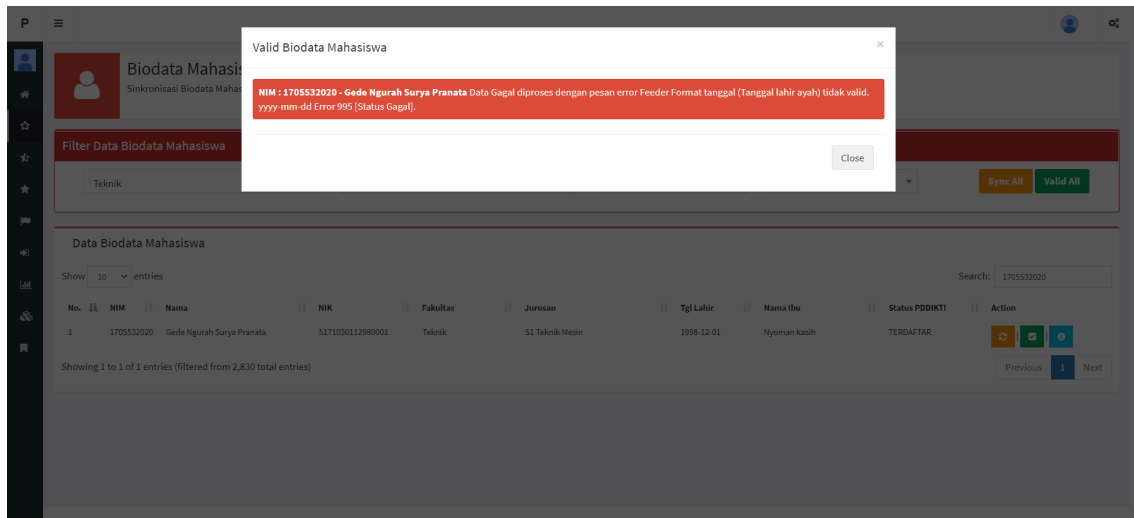 P
Valid Biodata Mahasiswa
×
Biodata Mahasis
Sinkronisasi Biodata Mahas
NIM : 1705532020 - Gede Ngurah Surya Pranata Data Gagal diproses dengan pesan error Feeder Format tanggal (Tanggal lahir ayah) tidak valid.
yyyy-mm-dd Error 995 [Status Gagal].
Close
Filter Data Biodata Mahasiswa
Teknik
Sync All Valid All
Data Biodata Mahasiswa
Show 10 entries Search: 1705532020
No. NIM Nama NIK Fakultas Jurusan Tgl Lahir Nama Ibu Status PDDIKTI Action
1 1705532020 Gede Ngurah Surya Pranata 5171030112980001 Teknik S1 Teknik Mesin 1998-12-01 Nyoman kasih TERDAFTAR | |
Showing 1 to 1 of 1 entries (filtered from 2,830 total entries) Previous 1 Next